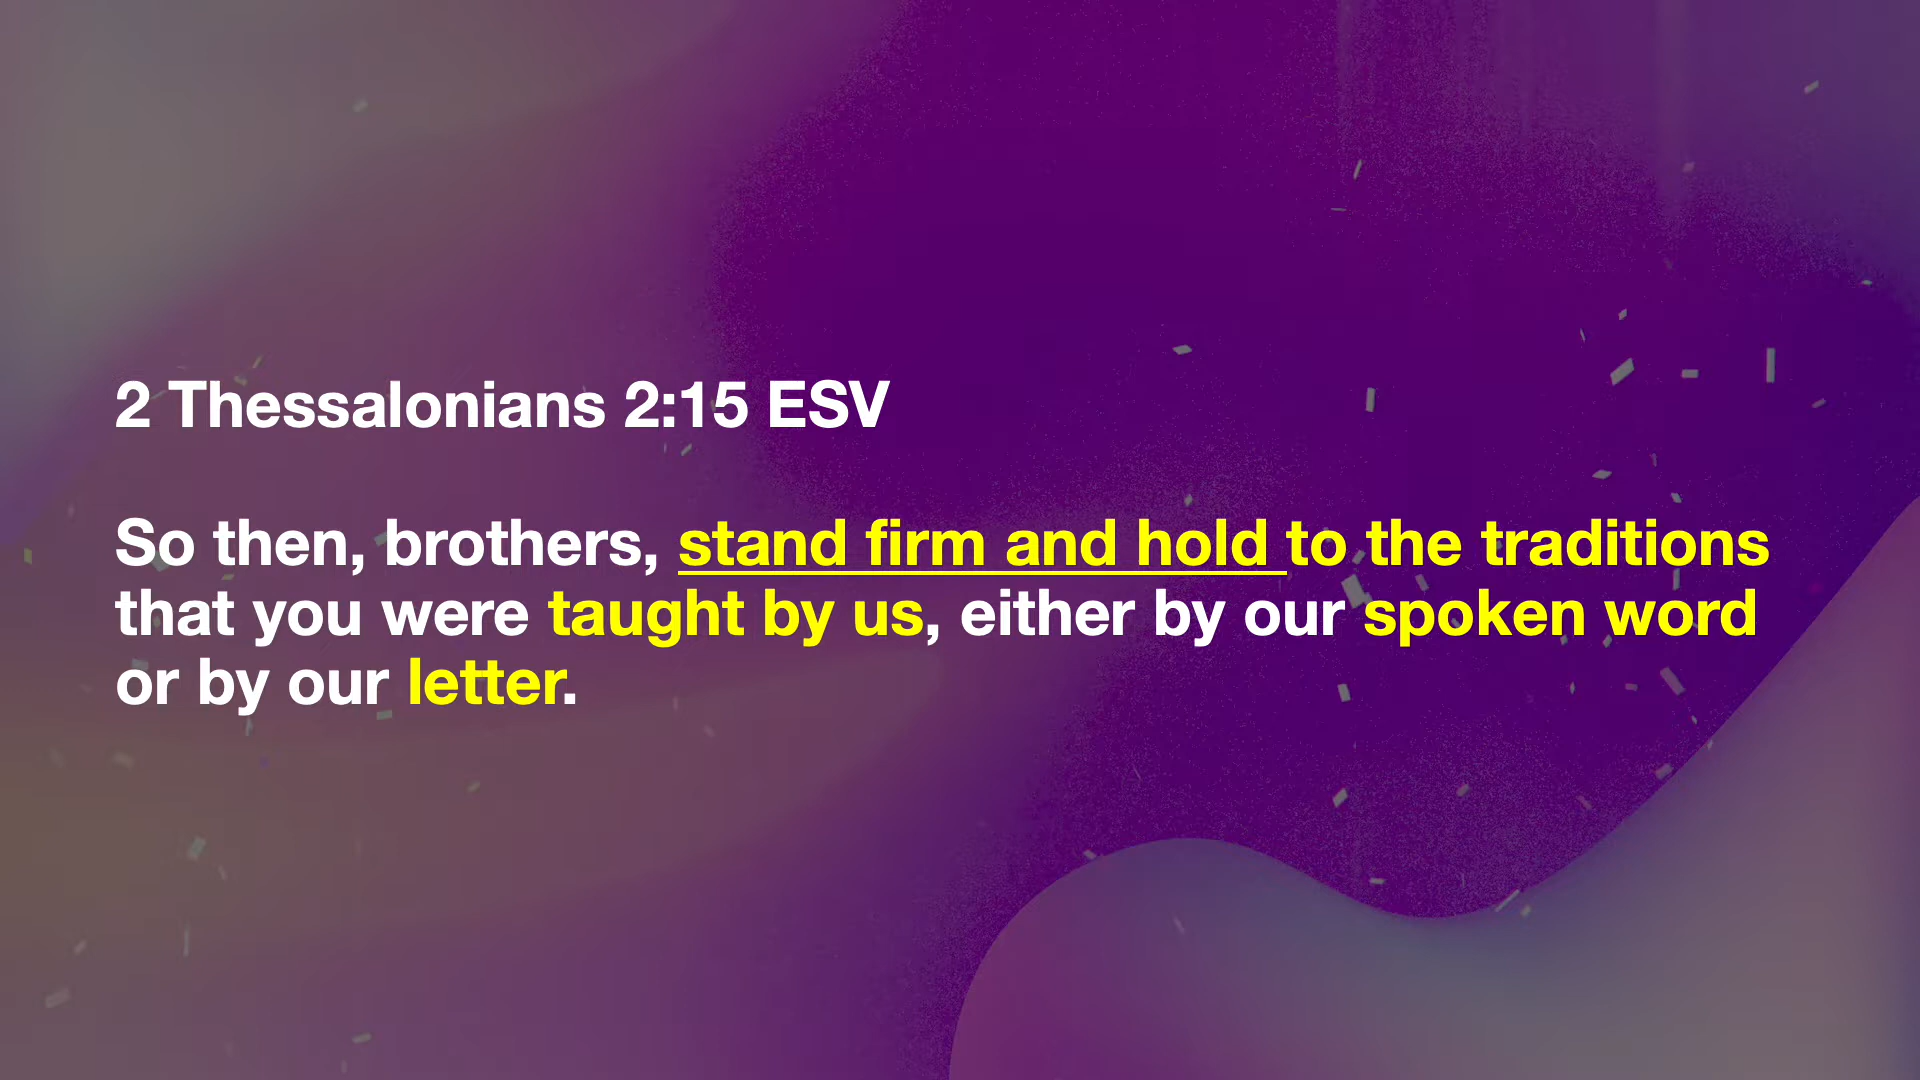 2 Thessalonians 2:15 ESV
So then, brothers, stand firm and hold to the traditions
that you were taught by us, either by our spoken word
or by our letter.